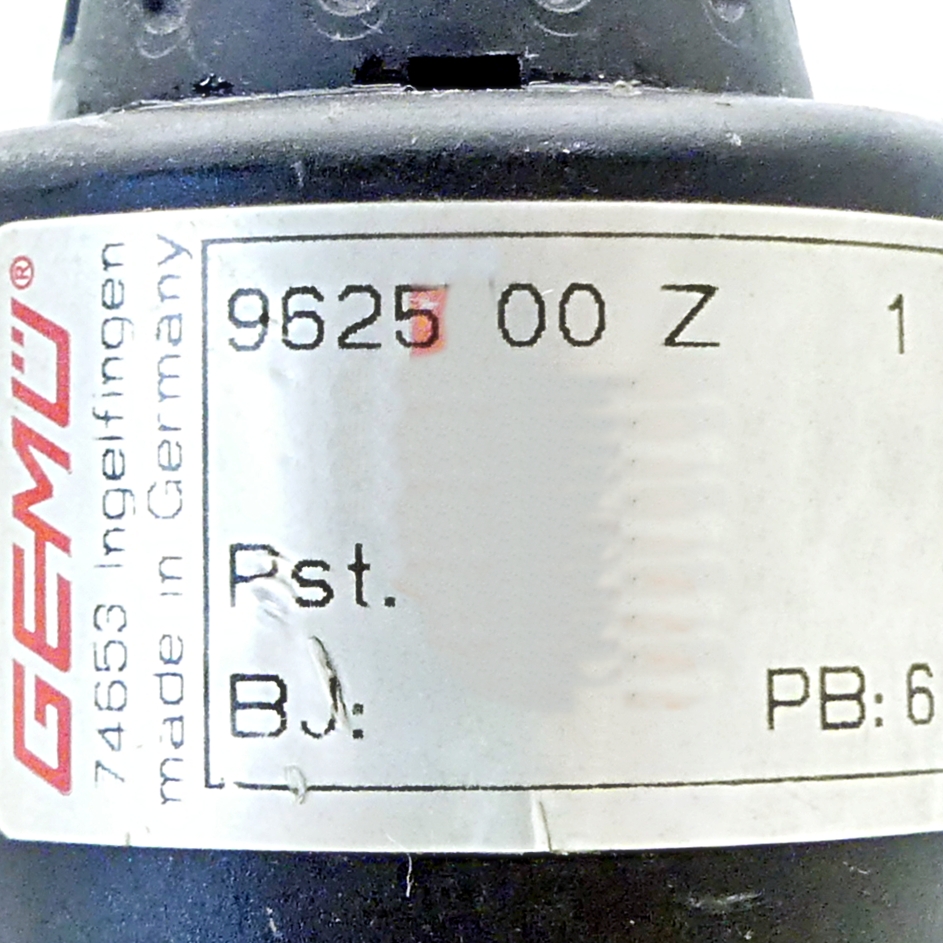 GEMÜ®
74653 Ingelfingen
made in Germany
9625 00 Z 1
Pst.
BJ: PB: 6